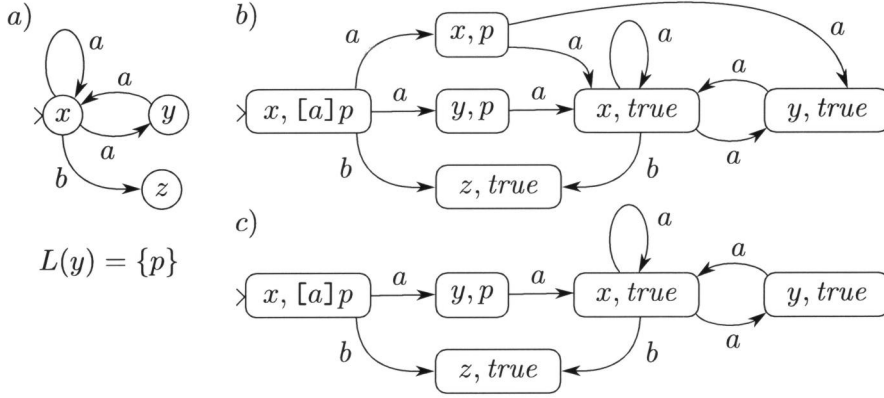 a)
a
x
a
y
a
b
z
L(y) = {p}
b)
a
x, p
a
a
a
x, [a]p
a
y, p
a
x, true
a
a
y, true
b
z, true
b
c)
a
x, [a]p
a
y, p
a
x, true
a
a
y, true
b
z, true
b